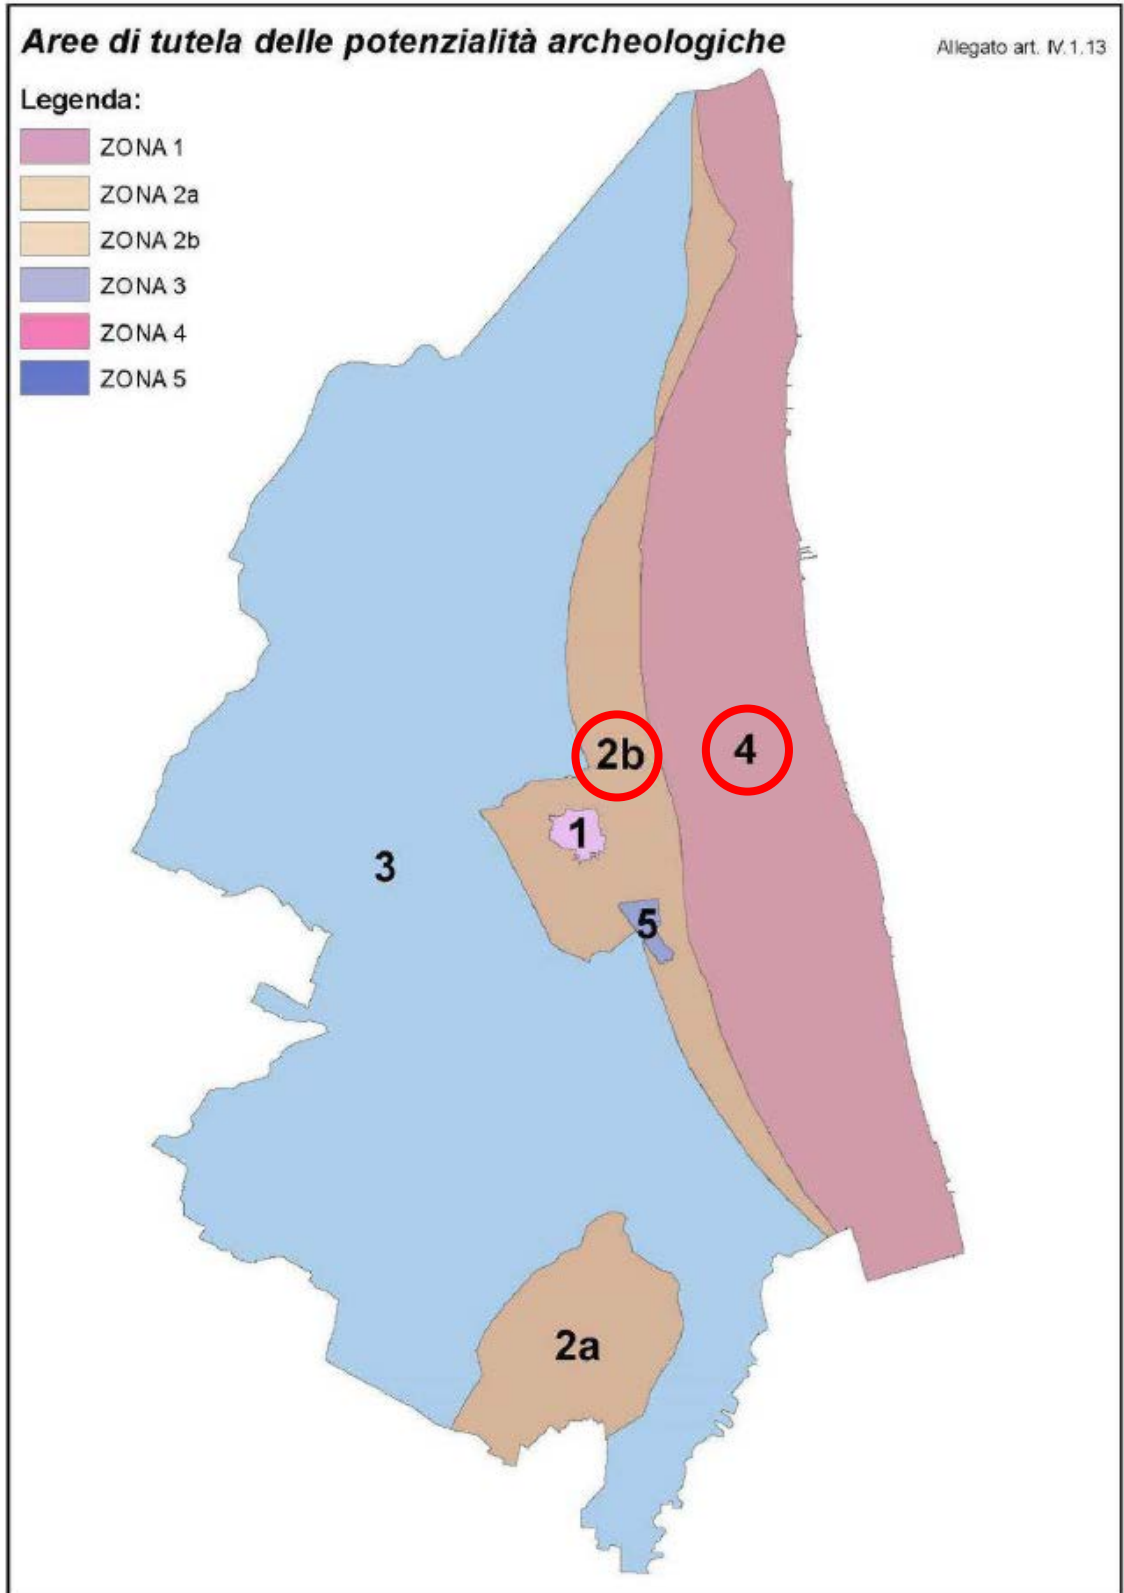 Aree di tutela delle potenzialità archeologiche
Allegato art. IV.1.13
Legenda:
ZONA 1
ZONA 2a
ZONA 2b
ZONA 3
ZONA 4
ZONA 5
2b
4
1
3
5
2a